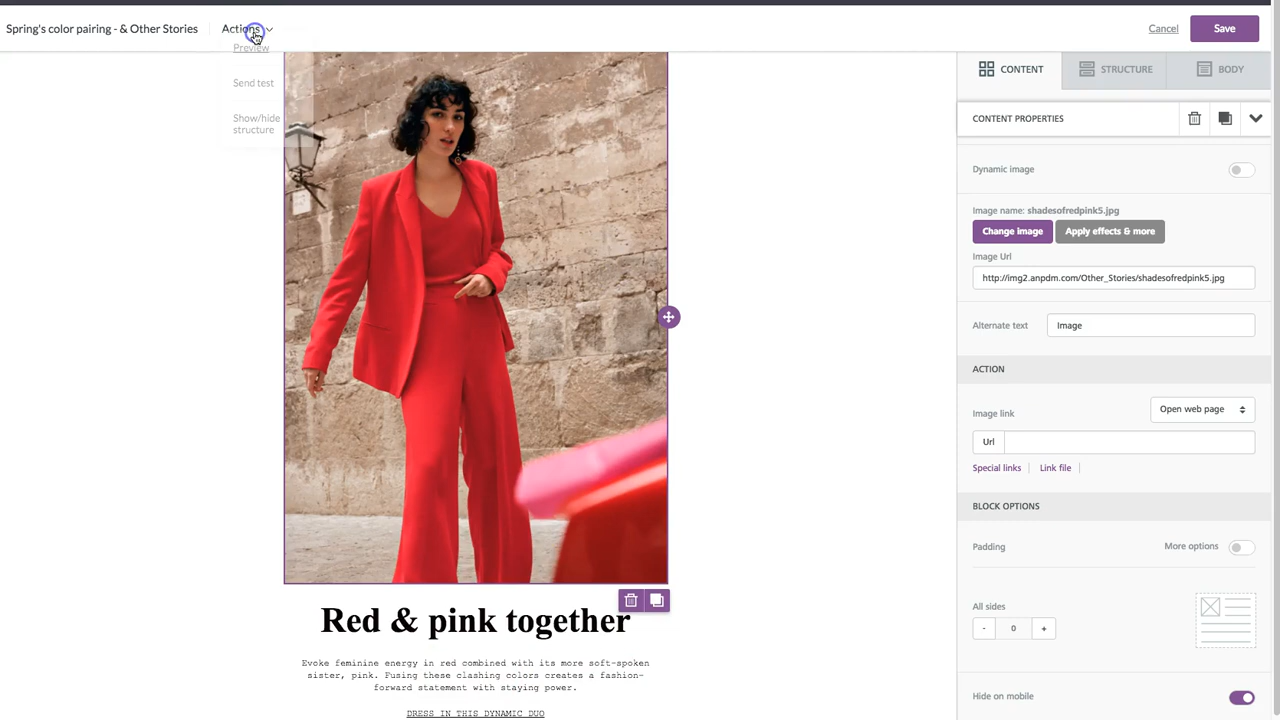 Spring's color pairing - & Other Stories
Actions
Cancel
Save
Preview
Send test
Show/hide
structure
CONTENT
STRUCTURE
BODY
CONTENT PROPERTIES
Dynamic image
Image name: shadesofredpink5.jpg
Change image
Apply effects & more
Image Url
http://img2.anpdm.com/Other_Stories/shadesofredpink5.jpg
Alternate text
Image
ACTION
Image link
Open web page
Url
Special links
Link file
BLOCK OPTIONS
Padding
More options
All sides
- 0 +
Hide on mobile
Red & pink together
Evoke feminine energy in red combined with its more soft-spoken
sister, pink. Fusing these clashing colors creates a fashion-
forward statement with staying power.
DRESS IN THIS DYNAMIC DUO